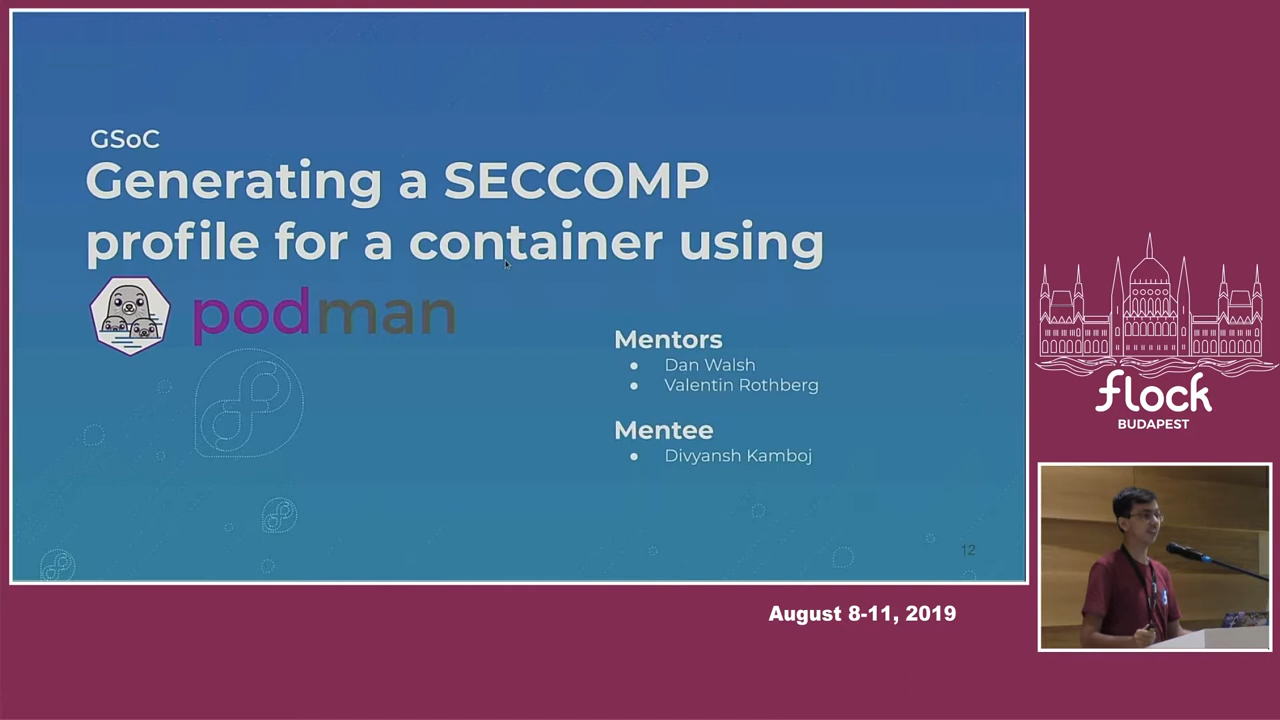 GSoC
Generating a SECCOMP
profile for a container using
podman
Mentors
● Dan Walsh
● Valentin Rothberg
Mentee
● Divyansh Kamboj
12
flock
BUDAPEST
August 8-11, 2019